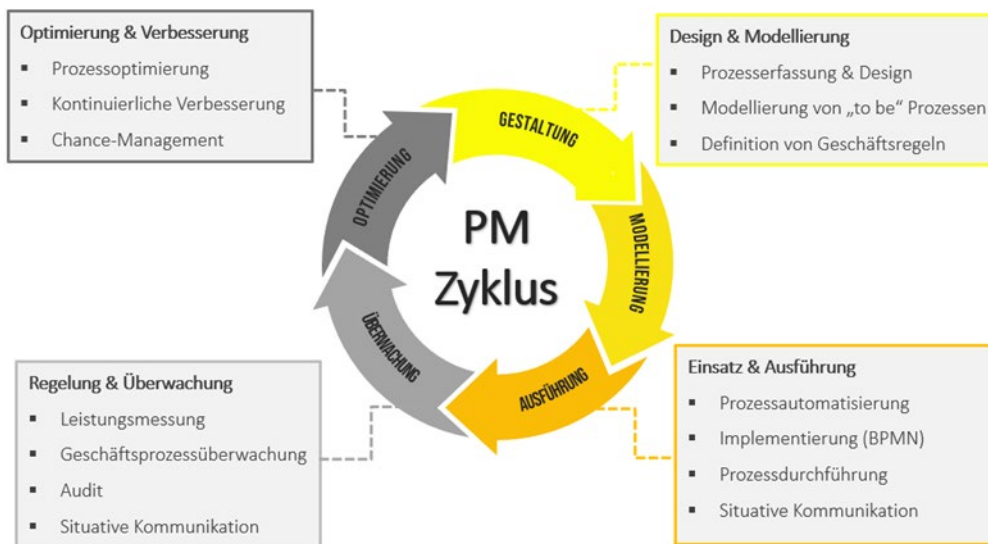 Optimierung & Verbesserung
▪ Prozessoptimierung
▪ Kontinuierliche Verbesserung
▪ Chance-Management
Design & Modellierung
▪ Prozesserfassung & Design
▪ Modellierung von „to be“ Prozessen
▪ Definition von Geschäftsregeln
GESTALTUNG
MODELLIERUNG
AUSFÜHRUNG
ÜBERWACHUNG
OPTIMIERUNG
PM
Zyklus
Regelung & Überwachung
▪ Leistungsmessung
▪ Geschäftsprozessüberwachung
▪ Audit
▪ Situative Kommunikation
Einsatz & Ausführung
▪ Prozessautomatisierung
▪ Implementierung (BPMN)
▪ Prozessdurchführung
▪ Situative Kommunikation